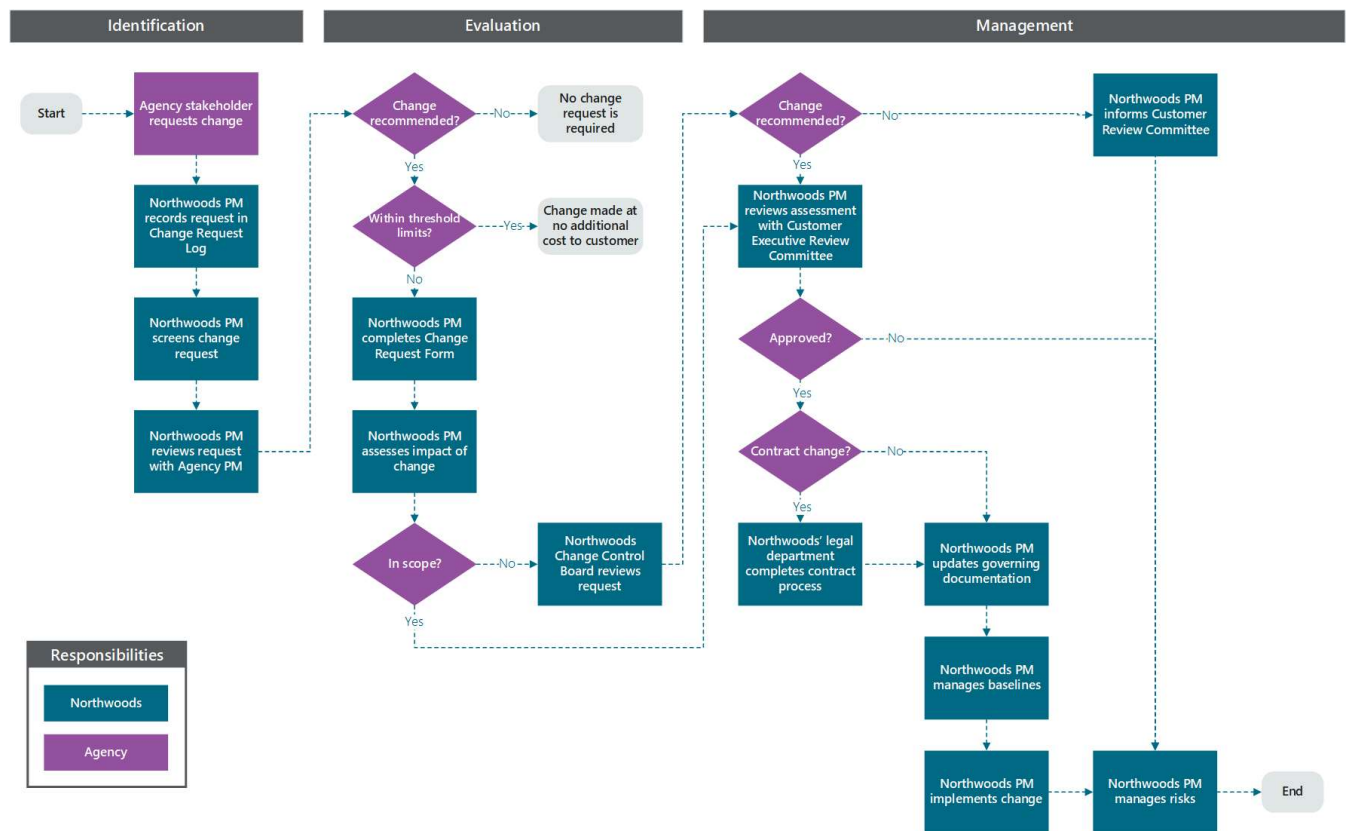 Identification
Evaluation
Management
Start
Agency stakeholder
requests change
Northwoods PM
records request in
Change Request
Log
Northwoods PM
screens change
request
Northwoods PM
reviews request
with Agency PM
Change
recommended?
No
No change
request is
required
Yes
Within threshold
limits?
Yes
Change made at
no additional
cost to customer
No
Northwoods PM
completes Change
Request Form
Northwoods PM
assesses impact of
change
In scope?
No
Northwoods
Change Control
Board reviews
request
Yes
Change
recommended?
No
Northwoods PM
informs Customer
Review Committee
Yes
Northwoods PM
reviews assessment
with Customer
Executive Review
Committee
Approved?
No
Yes
Contract change?
No
Yes
Northwoods’ legal
department
completes contract
process
Northwoods PM
updates governing
documentation
Northwoods PM
manages baselines
Northwoods PM
implements change
Northwoods PM
manages risks
End
Responsibilities
Northwoods
Agency